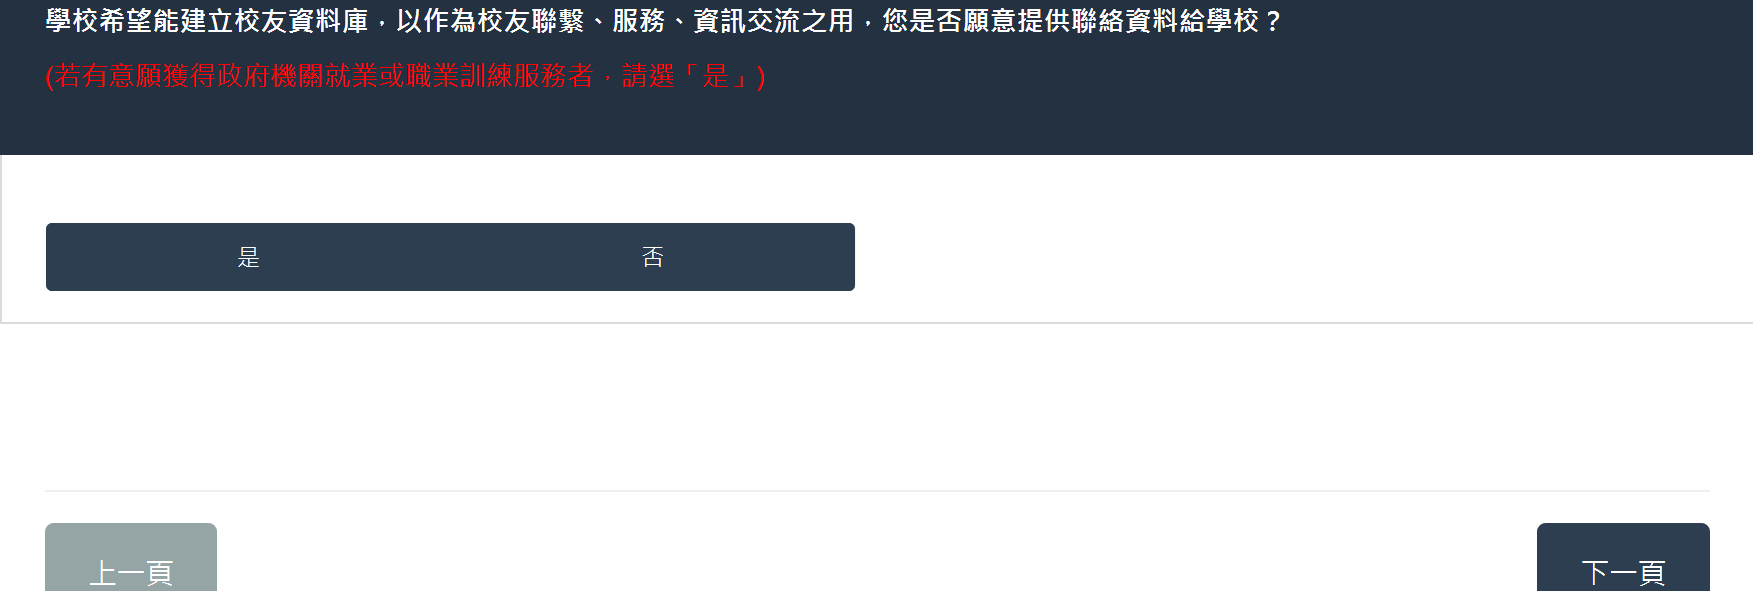 學校希望能建立校友資料庫，以作為校友聯繫、服務、資訊交流之用，您是否願意提供聯絡資料給學校？
(若有意願獲得政府機關就業或職業訓練服務者，請選「是」)
是 否
上一頁 下一頁